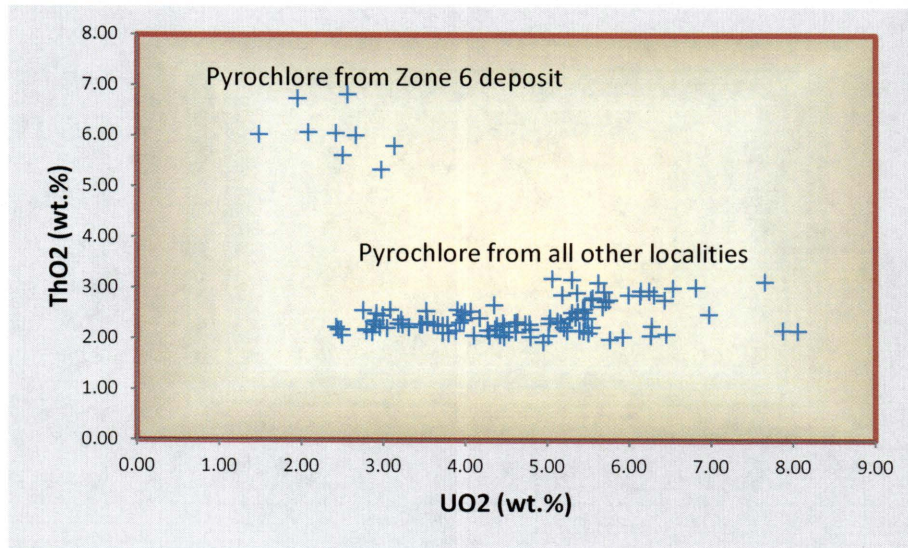 8.00
7.00
6.00
5.00
4.00
3.00
2.00
1.00
0.00
ThO2 (wt.%)
Pyrochlore from Zone 6 deposit
Pyrochlore from all other localities
0.00 1.00 2.00 3.00 4.00 5.00 6.00 7.00 8.00 9.00
UO2 (wt.%)